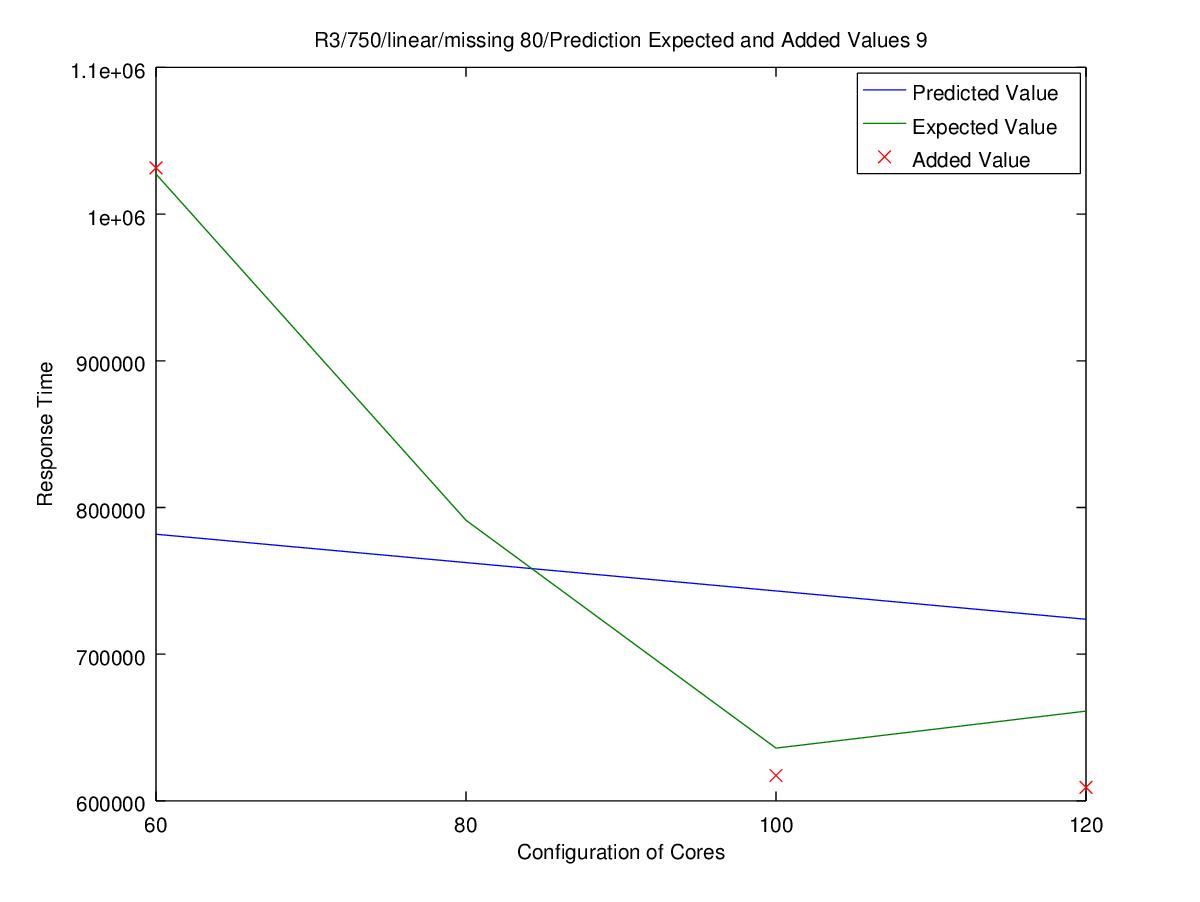 R3/750/linear/missing 80/Prediction Expected and Added Values 9
1.1e+06
Predicted Value
Expected Value
Added Value
1e+06
900000
Response Time
800000
700000
600000
60
80
100
120
Configuration of Cores